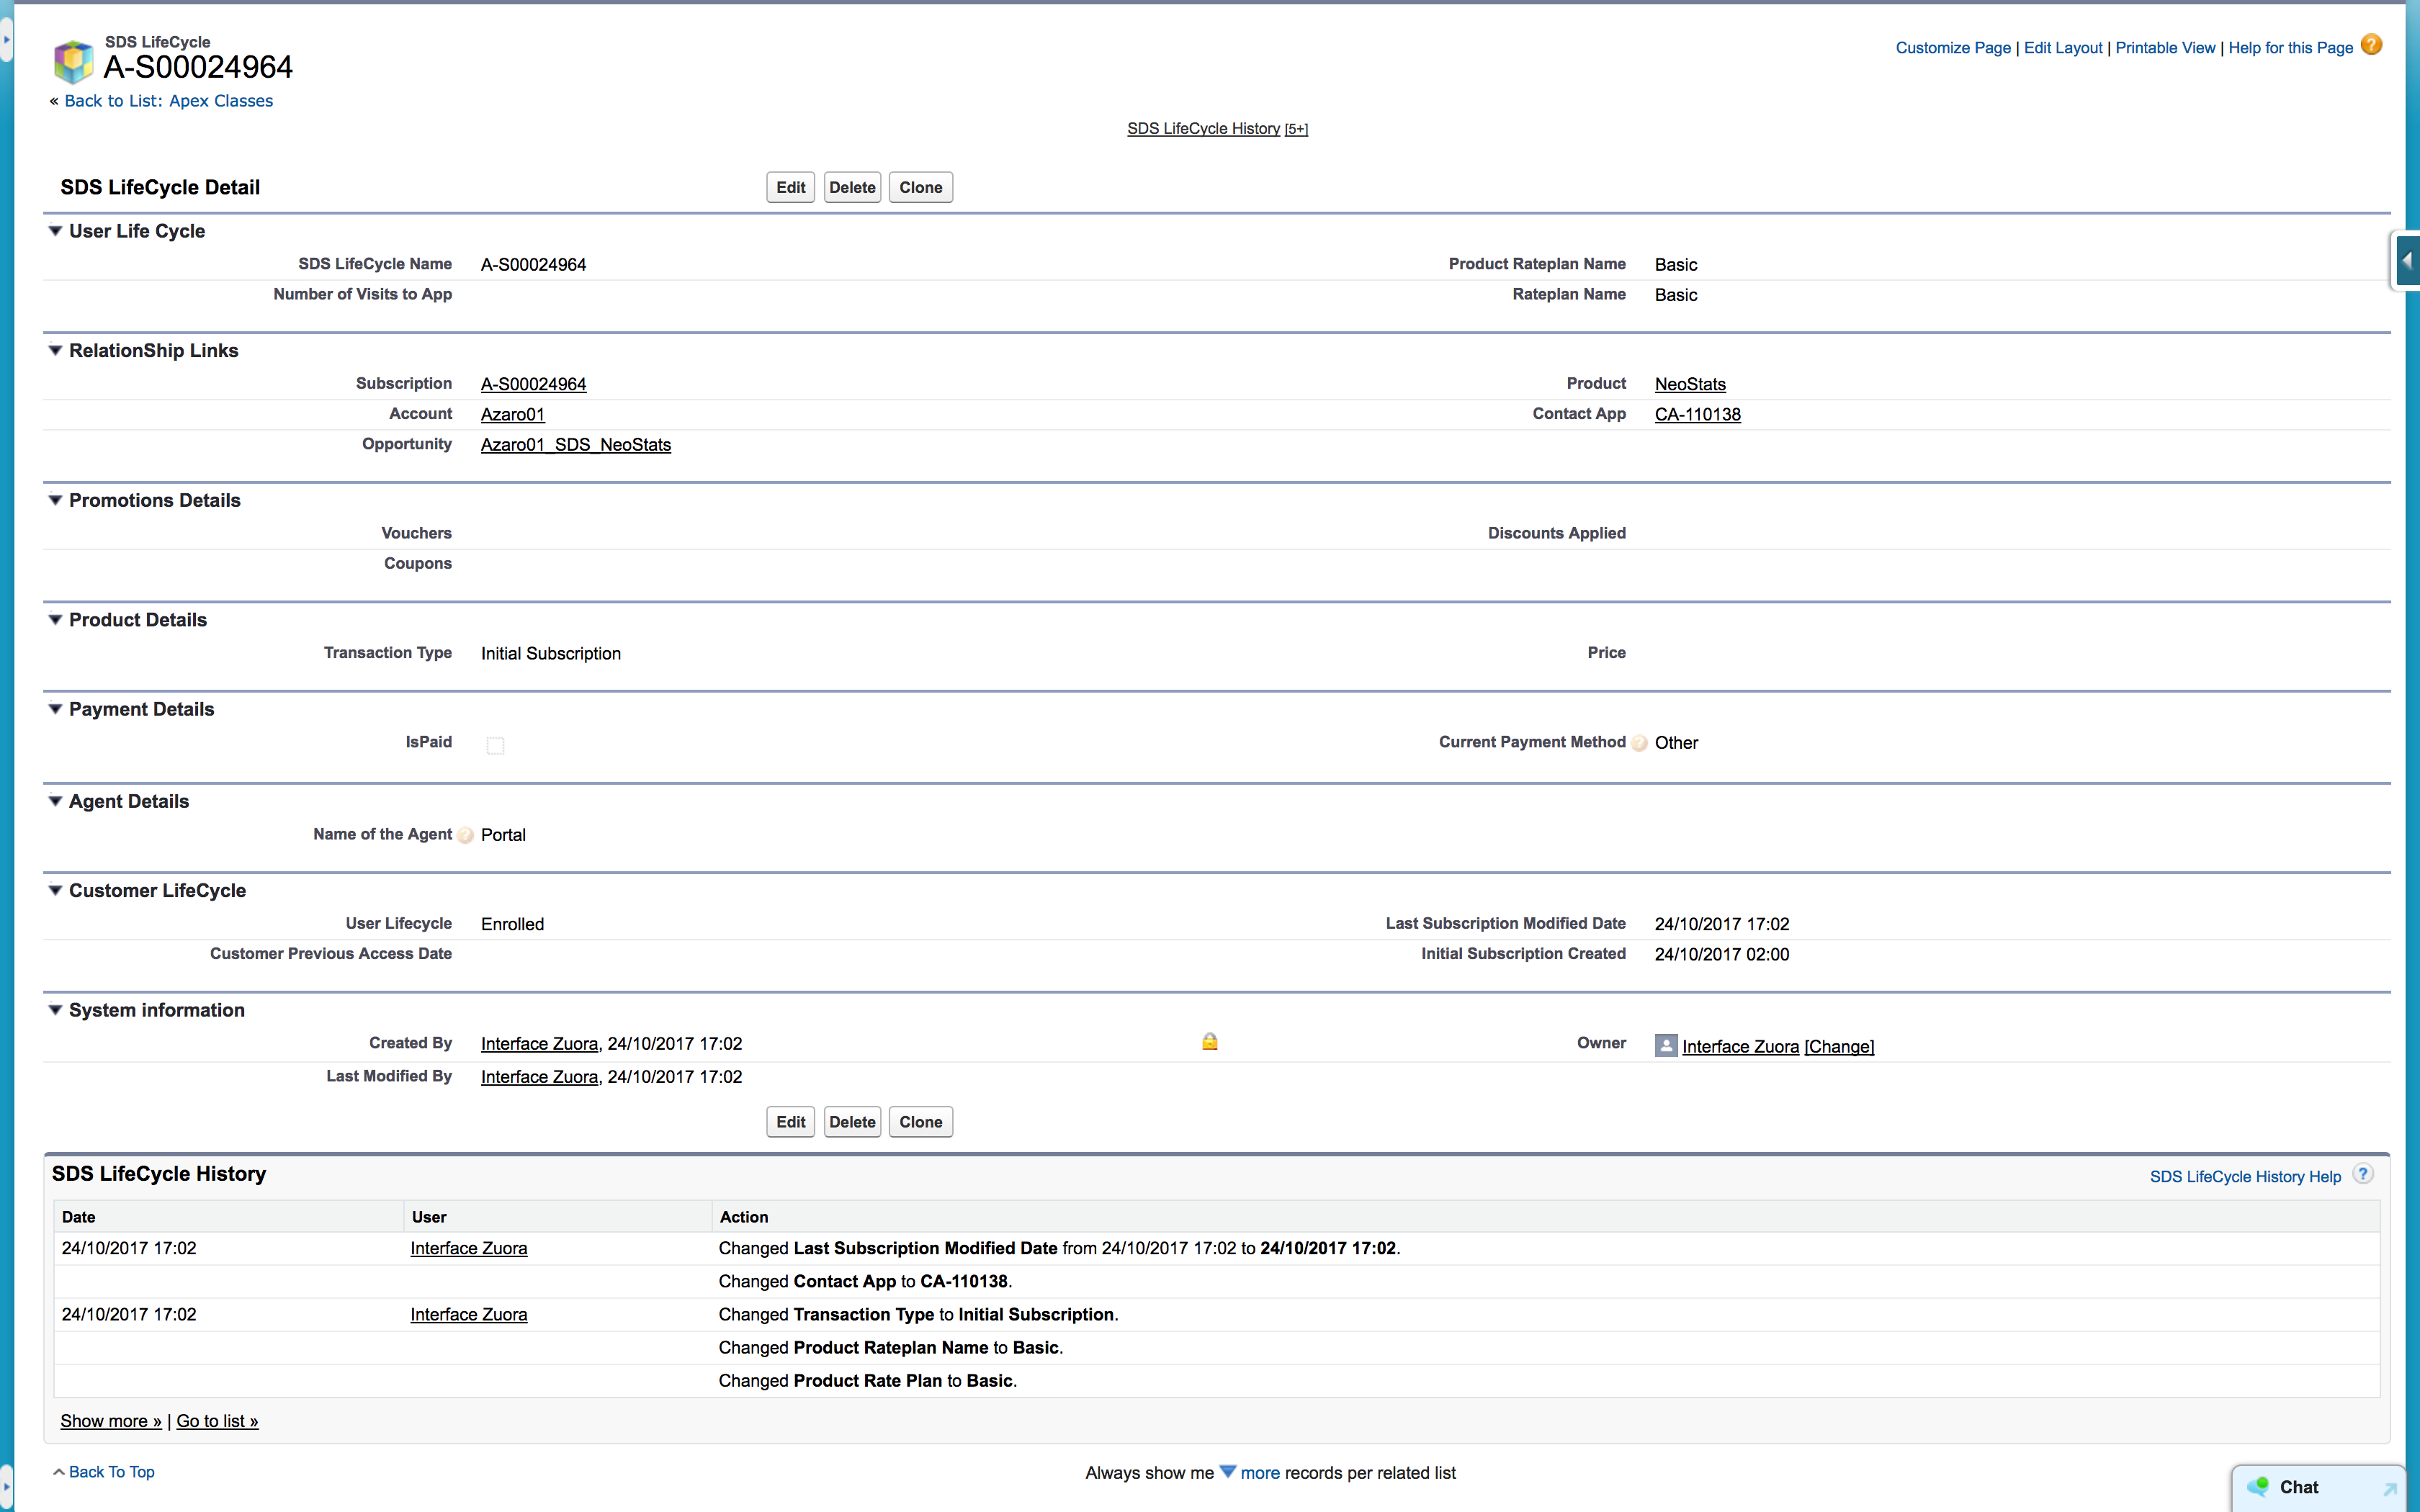 SDS LifeCycle
A-S00024964
« Back to List: Apex Classes
Customize Page | Edit Layout | Printable View | Help for this Page ?
SDS LifeCycle History [5+]
SDS LifeCycle Detail
Edit Delete Clone
User Life Cycle
SDS LifeCycle Name A-S00024964 Product Rateplan Name Basic
Number of Visits to App Rateplan Name Basic
RelationShip Links
Subscription A-S00024964 Product NeoStats
Account Azaro01 Contact App CA-110138
Opportunity Azaro01_SDS_NeoStats
Promotions Details
Vouchers Discounts Applied
Coupons
Product Details
Transaction Type Initial Subscription Price
Payment Details
IsPaid Current Payment Method ? Other
Agent Details
Name of the Agent ? Portal
Customer LifeCycle
User Lifecycle Enrolled Last Subscription Modified Date 24/10/2017 17:02
Customer Previous Access Date Initial Subscription Created 24/10/2017 02:00
System information
Created By Interface Zuora, 24/10/2017 17:02 Owner Interface Zuora [Change]
Last Modified By Interface Zuora, 24/10/2017 17:02
Edit Delete Clone
SDS LifeCycle History
SDS LifeCycle History Help ?
Date User Action
24/10/2017 17:02 Interface Zuora Changed Last Subscription Modified Date from 24/10/2017 17:02 to 24/10/2017 17:02.
Changed Contact App to CA-110138.
24/10/2017 17:02 Interface Zuora Changed Transaction Type to Initial Subscription.
Changed Product Rateplan Name to Basic.
Changed Product Rate Plan to Basic.
Show more » | Go to list »
Back To Top
Always show me more records per related list
Chat